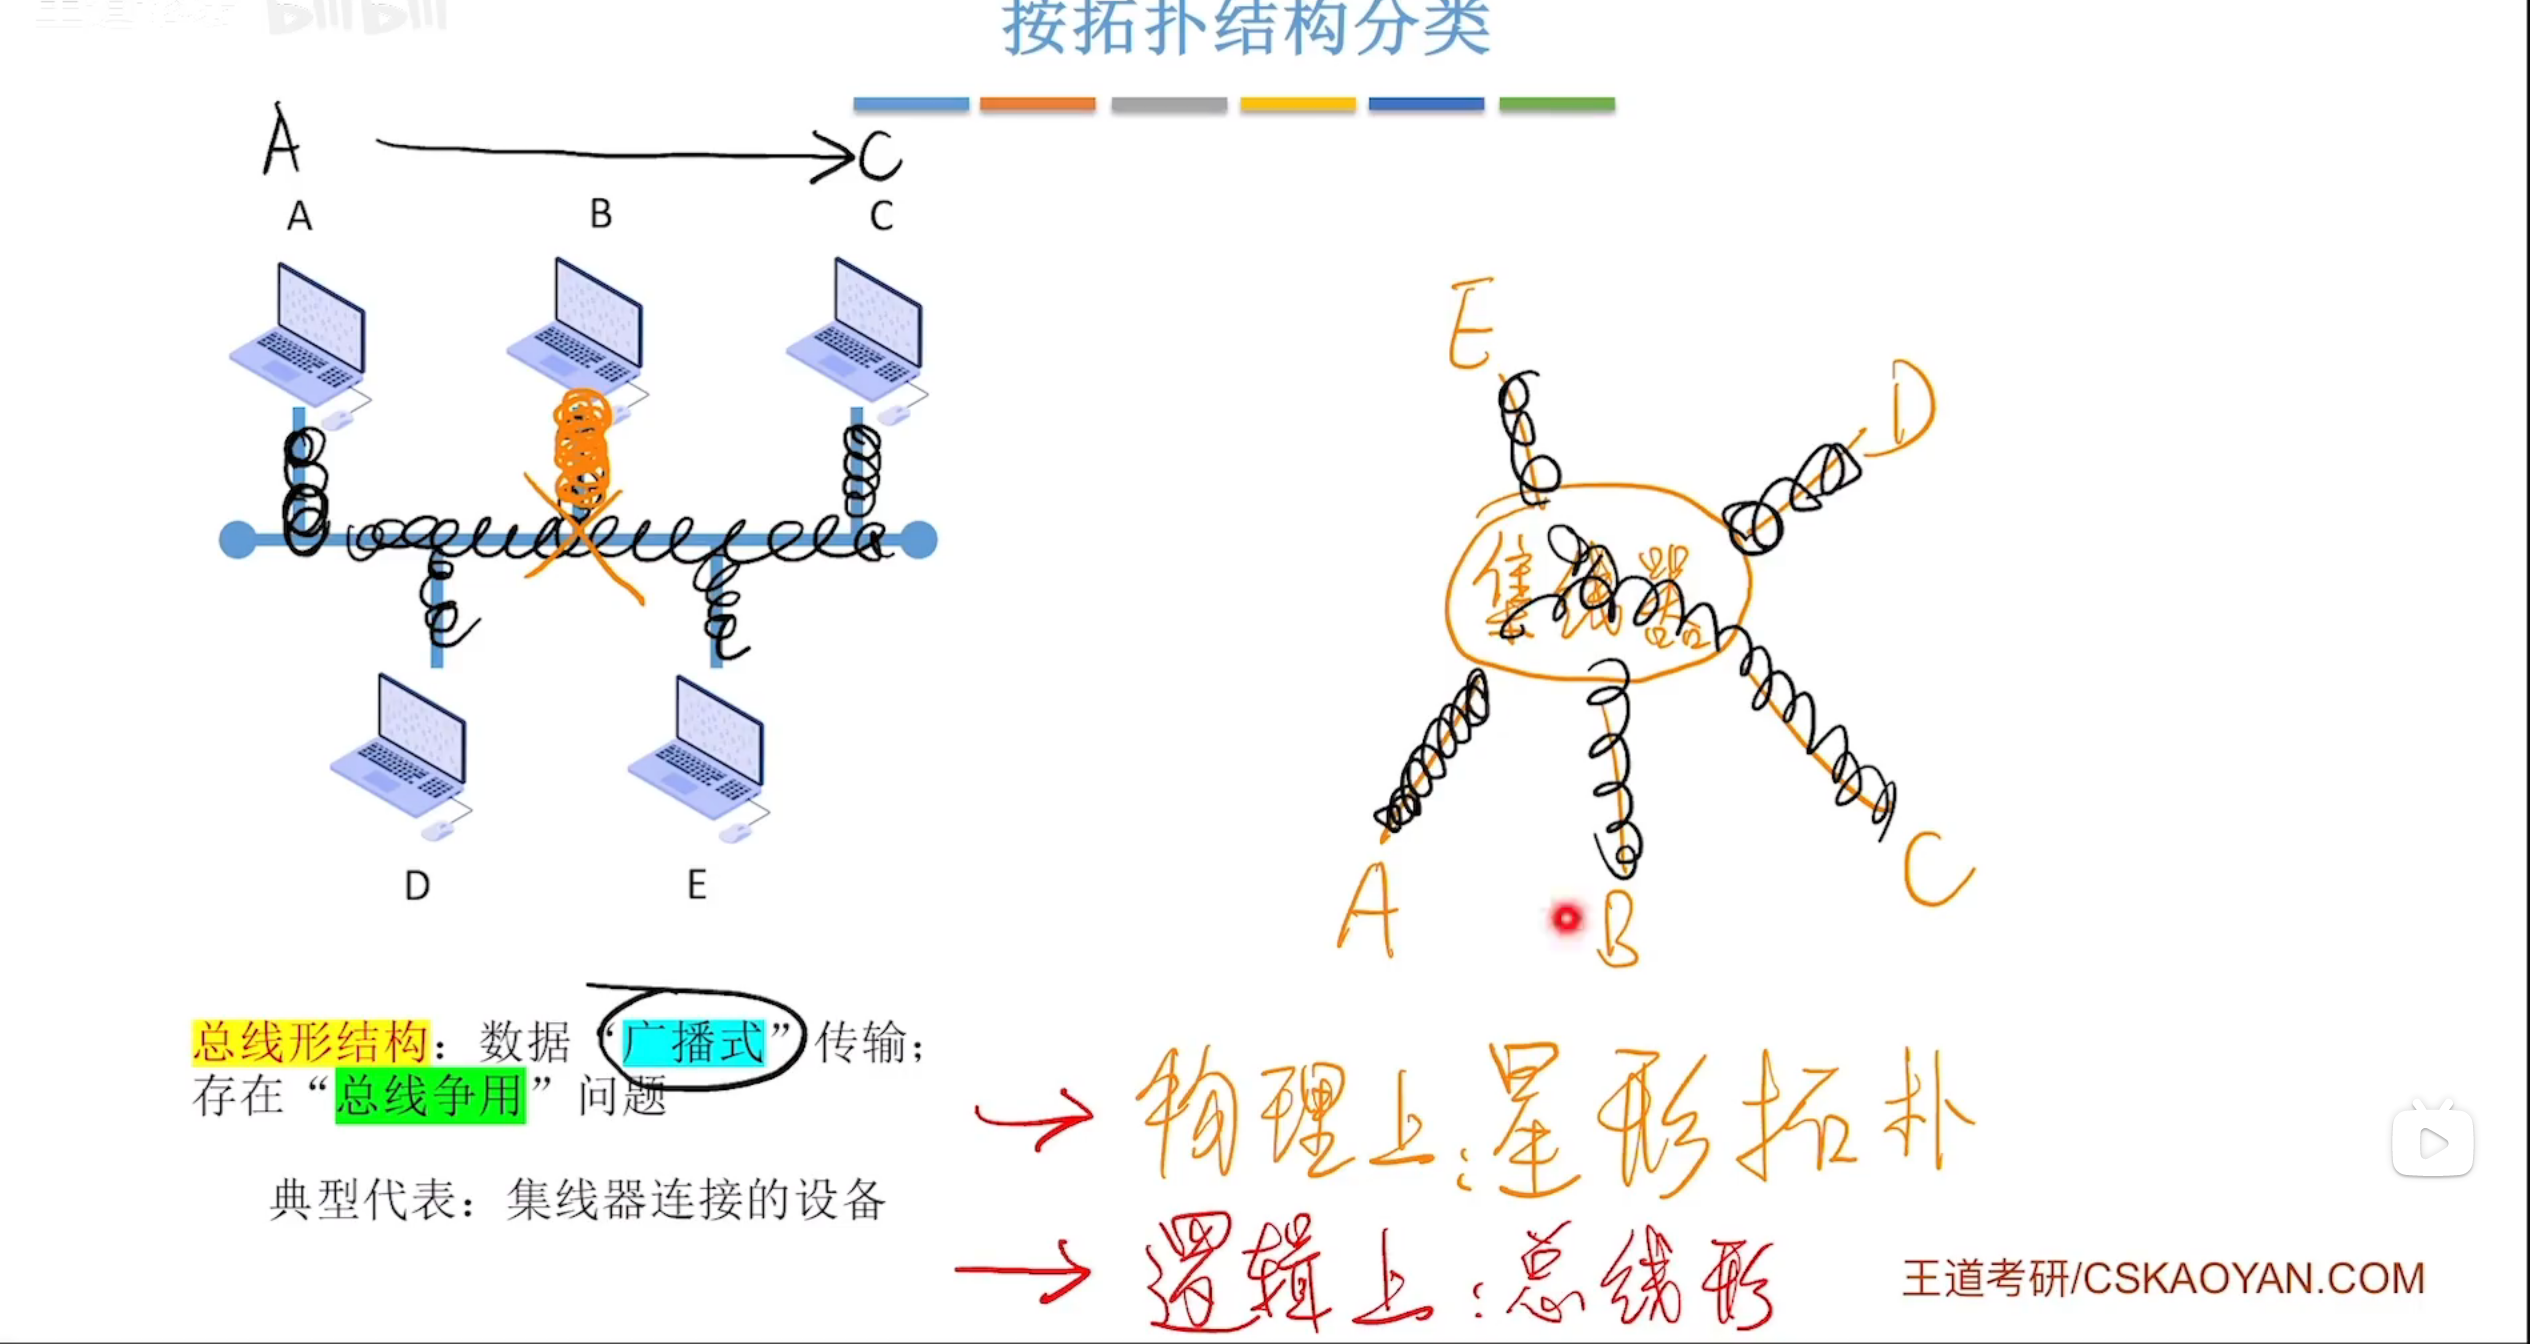 按拓扑结构分类
A C
A B C
E
D
集线器
A B C
D E
总线形结构：数据“广播式”传输；
存在“总线争用”问题
典型代表：集线器连接的设备
物理上：星形拓扑
逻辑上：总线形
王道考研/CSKAOYAN.COM